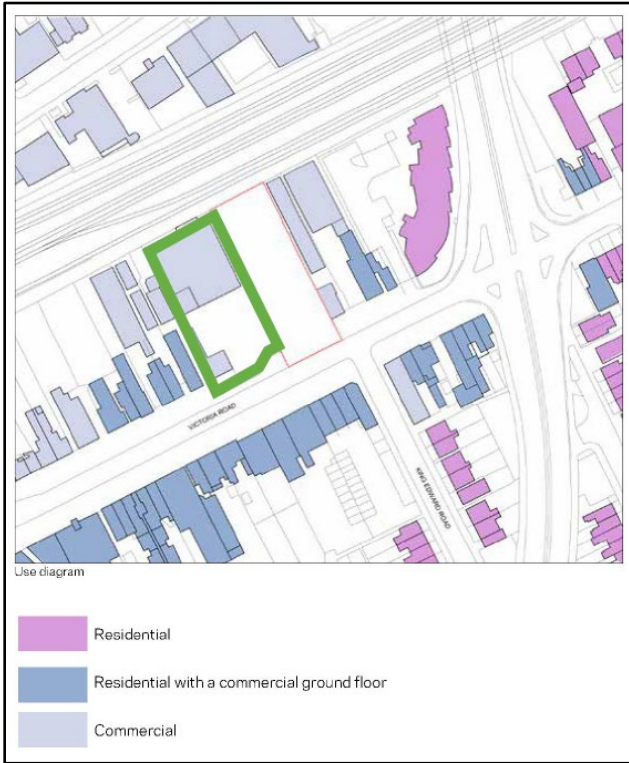 VICTORIA ROAD
KING EDWARD ROAD
Use diagram
Residential
Residential with a commercial ground floor
Commercial